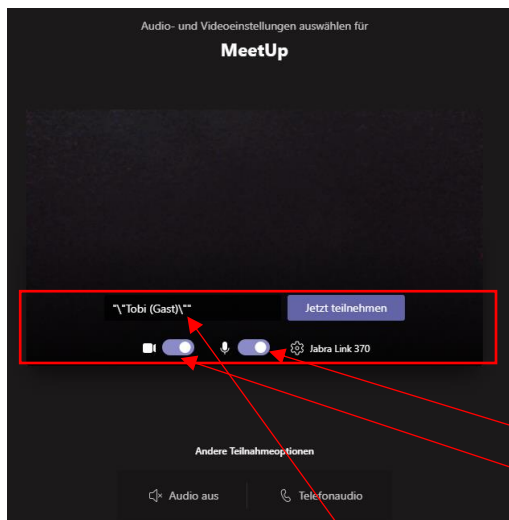 Audio- und Videoeinstellungen auswählen für
MeetUp
"\"Tobi (Gast)\""
Jetzt teilnehmen
Jabra Link 370
Andere Teilnahmeoptionen
Audio aus
Telefonaudio